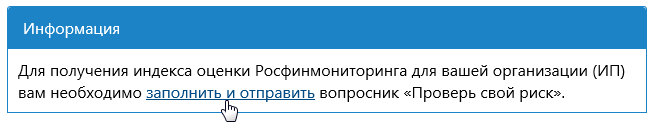 Информация
Для получения индекса оценки Росфинмониторинга для вашей организации (ИП)
вам необходимо заполнить и отправить вопросник «Проверь свой риск».